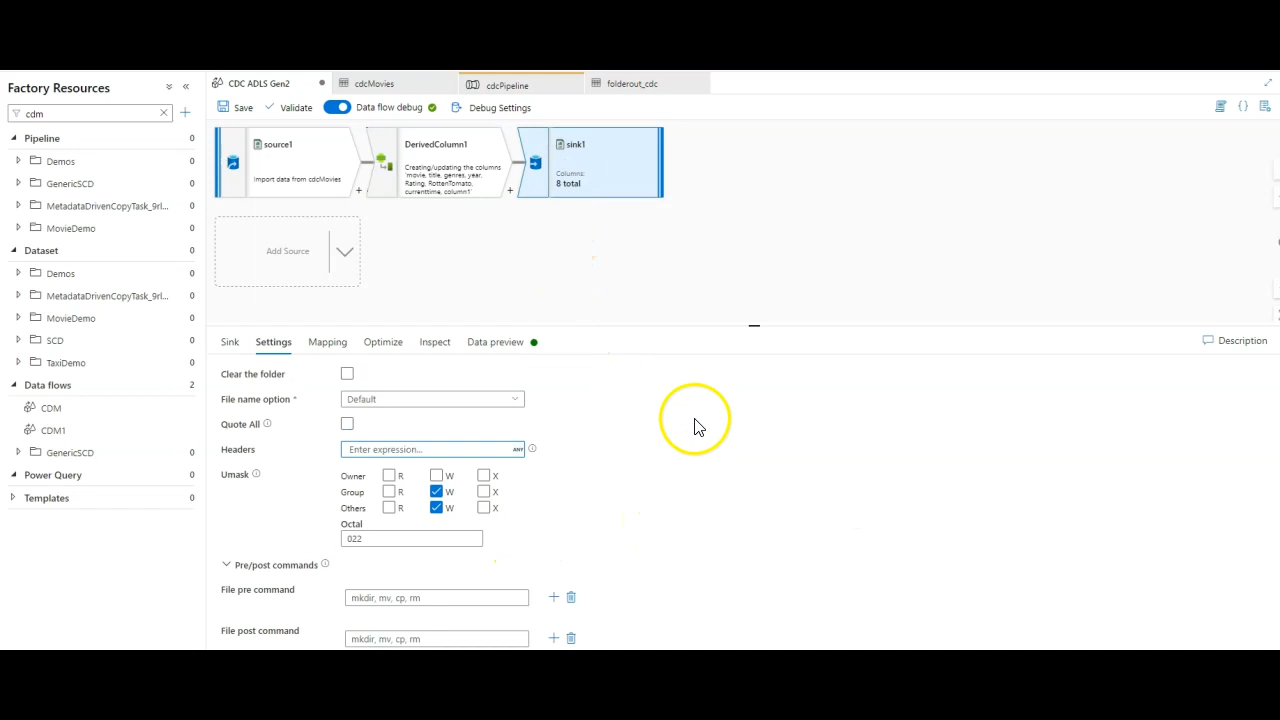 Factory Resources
cdm
Pipeline 0
Demos 0
GenericSCD 0
MetadataDrivenCopyTask_9rl... 0
MovieDemo 0
Dataset 0
Demos 0
MetadataDrivenCopyTask_9rl... 0
MovieDemo 0
SCD 0
TaxiDemo 0
Data flows 2
CDM
CDM1
GenericSCD 0
Power Query 0
Templates 0
CDC ADLS Gen2
cdcMovies
cdcPipeline
folderout_cdc
Save
Validate
Data flow debug
Debug Settings
source1
Import data from cdcMovies
+
DerivedColumn1
Creating/updating the columns
'movie, title, genres, year,
Rating, RottenTomato,
currenttime, column1'
+
sink1
Columns:
8 total
Add Source
Sink
Settings
Mapping
Optimize
Inspect
Data preview
Description
Clear the folder
File name option * Default
Quote All
Headers Enter expression... ANY
Umask
Owner R W X
Group R W X
Others R W X
Octal
022
Pre/post commands
File pre command mkdir, mv, cp, rm
File post command mkdir, mv, cp, rm